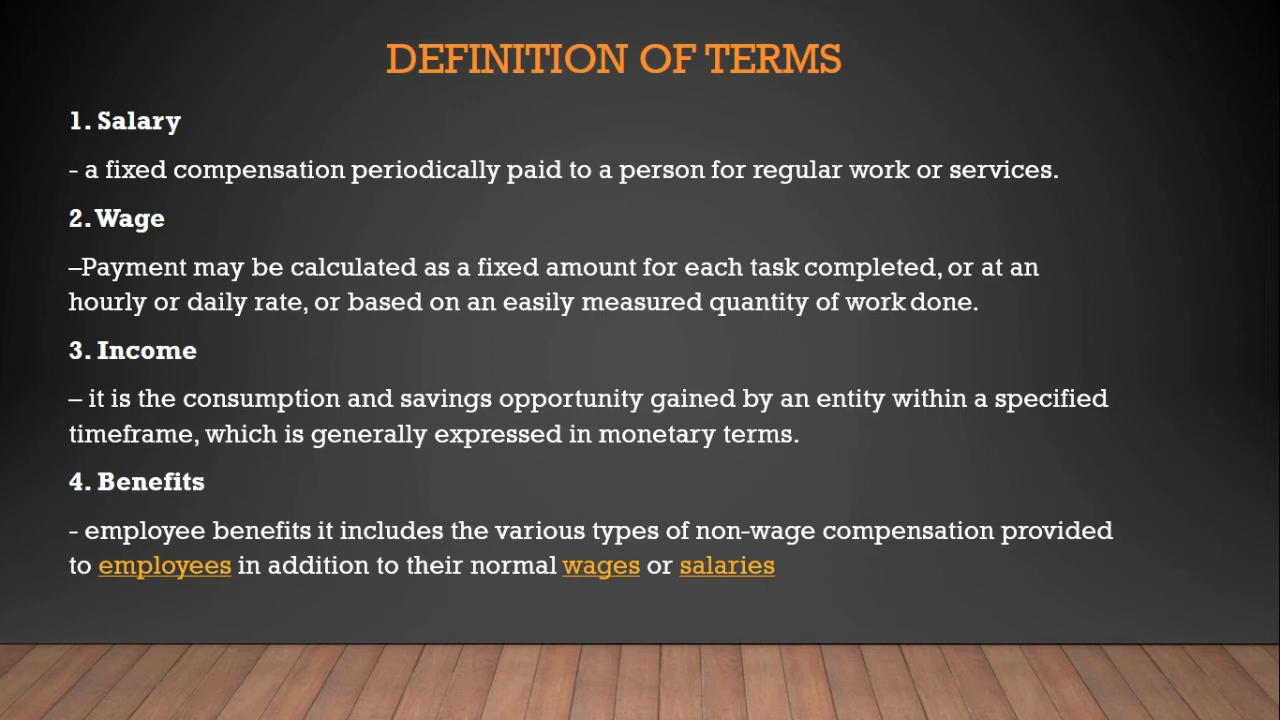 DEFINITION OF TERMS
1. Salary
- a fixed compensation periodically paid to a person for regular work or services.
2. Wage
–Payment may be calculated as a fixed amount for each task completed, or at an
hourly or daily rate, or based on an easily measured quantity of work done.
3. Income
– it is the consumption and savings opportunity gained by an entity within a specified
timeframe, which is generally expressed in monetary terms.
4. Benefits
- employee benefits it includes the various types of non-wage compensation provided
to employees in addition to their normal wages or salaries